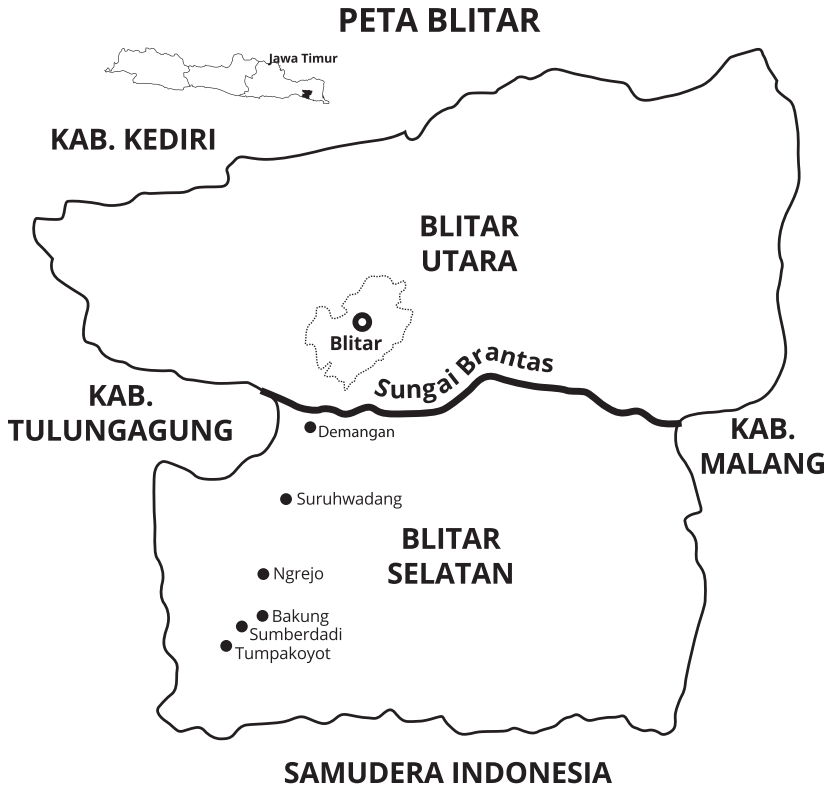 PETA BLITAR
Jawa Timur
KAB. KEDIRI
BLITAR
UTARA
Blitar
Sungai Brantas
KAB.
TULUNGAGUNG
Demangan
KAB.
MALANG
Suruhwadang
BLITAR
SELATAN
Ngrejo
Bakung
Sumberdadi
Tumpakoyot
SAMUDERA INDONESIA